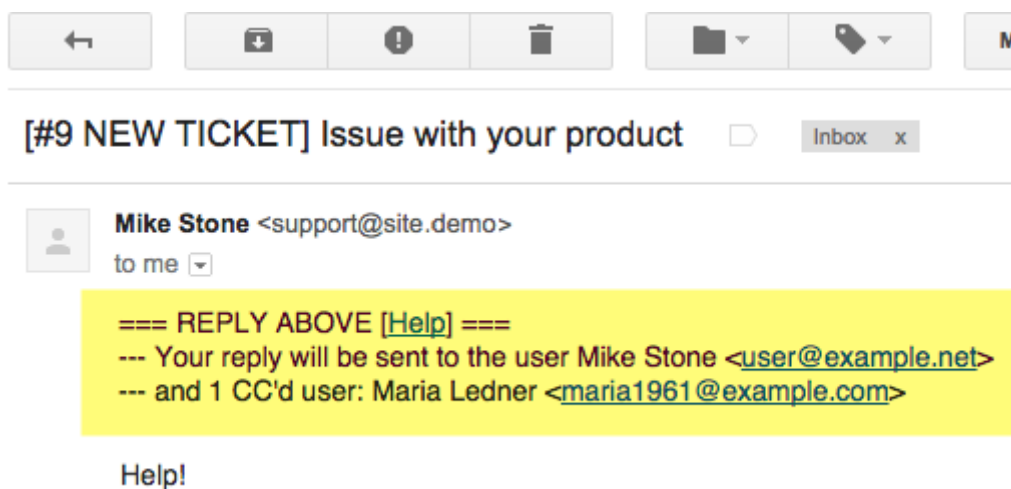 M
[#9 NEW TICKET] Issue with your product
Inbox x
Mike Stone <support@site.demo>
to me
=== REPLY ABOVE [Help] ===
--- Your reply will be sent to the user Mike Stone <user@example.net>
--- and 1 CC'd user: Maria Ledner <maria1961@example.com>
Help!